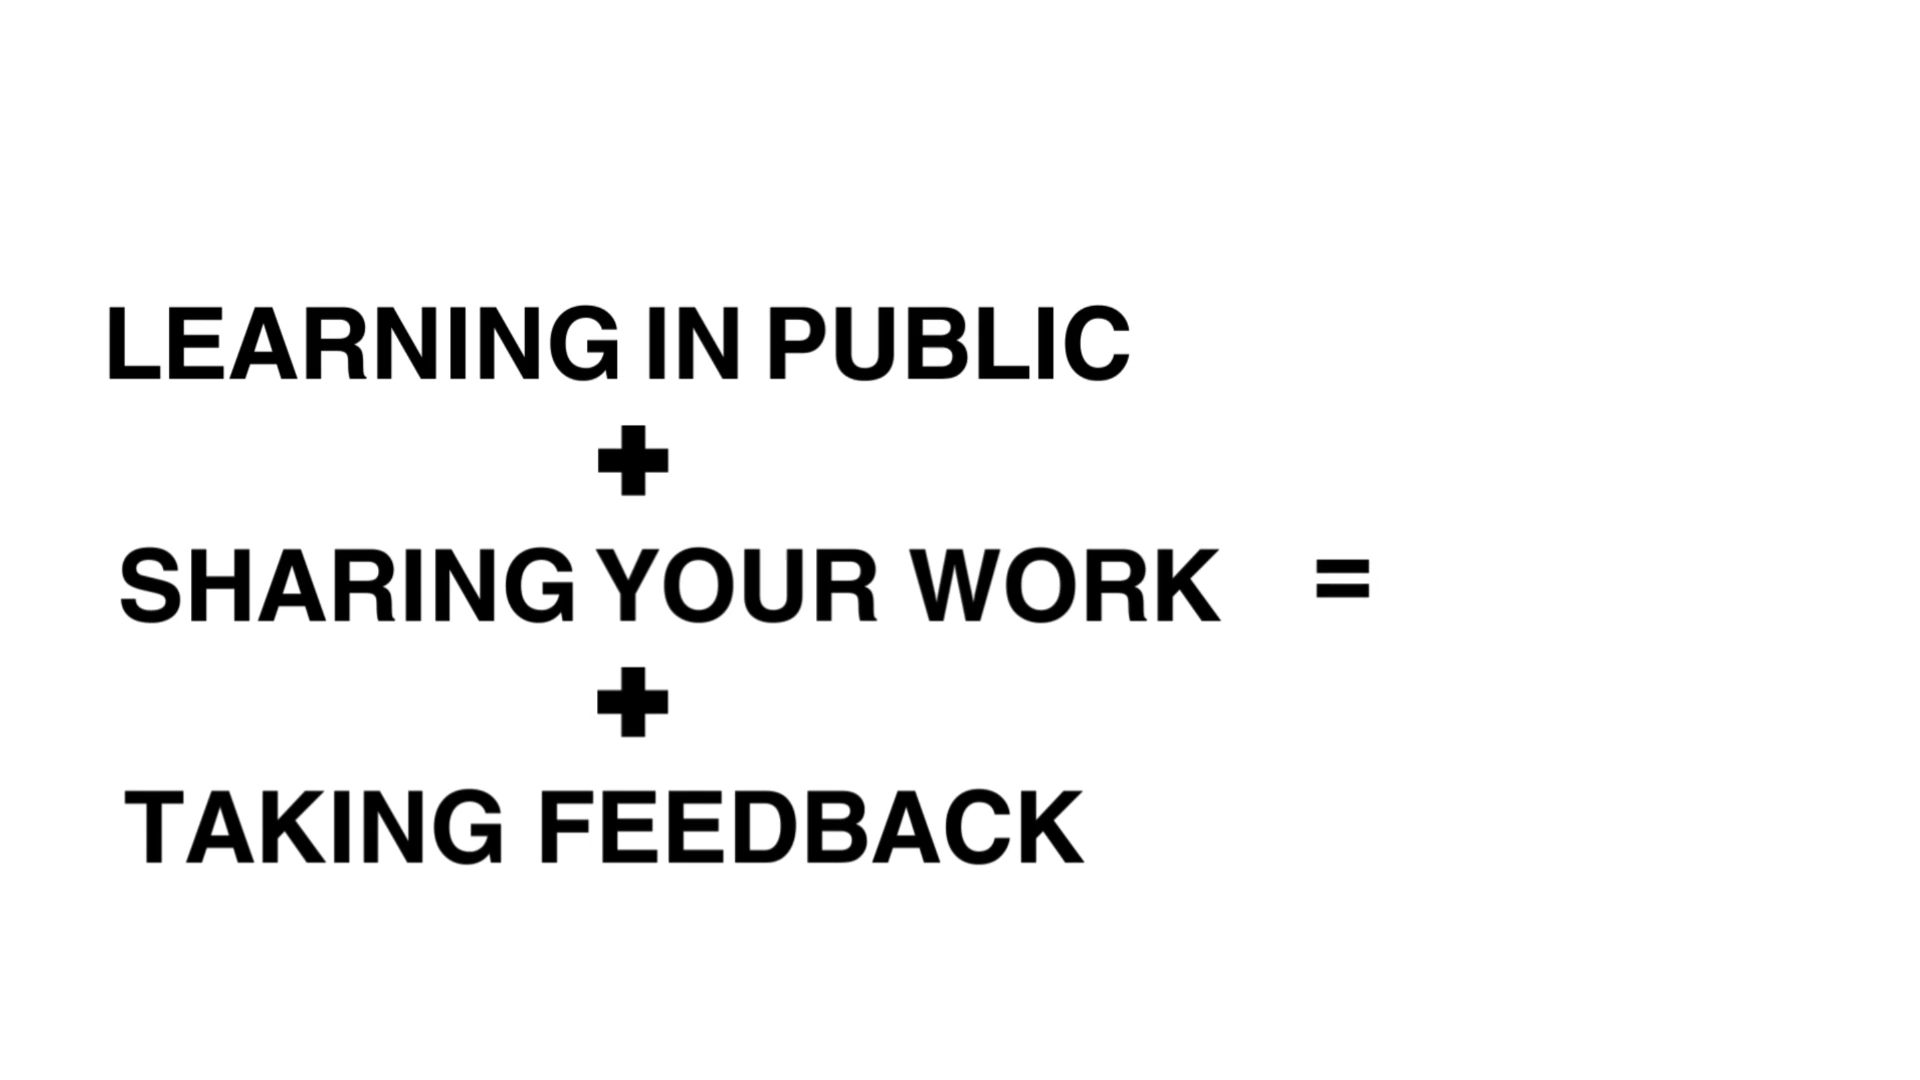 LEARNING IN PUBLIC
+
SHARING YOUR WORK =
+
TAKING FEEDBACK